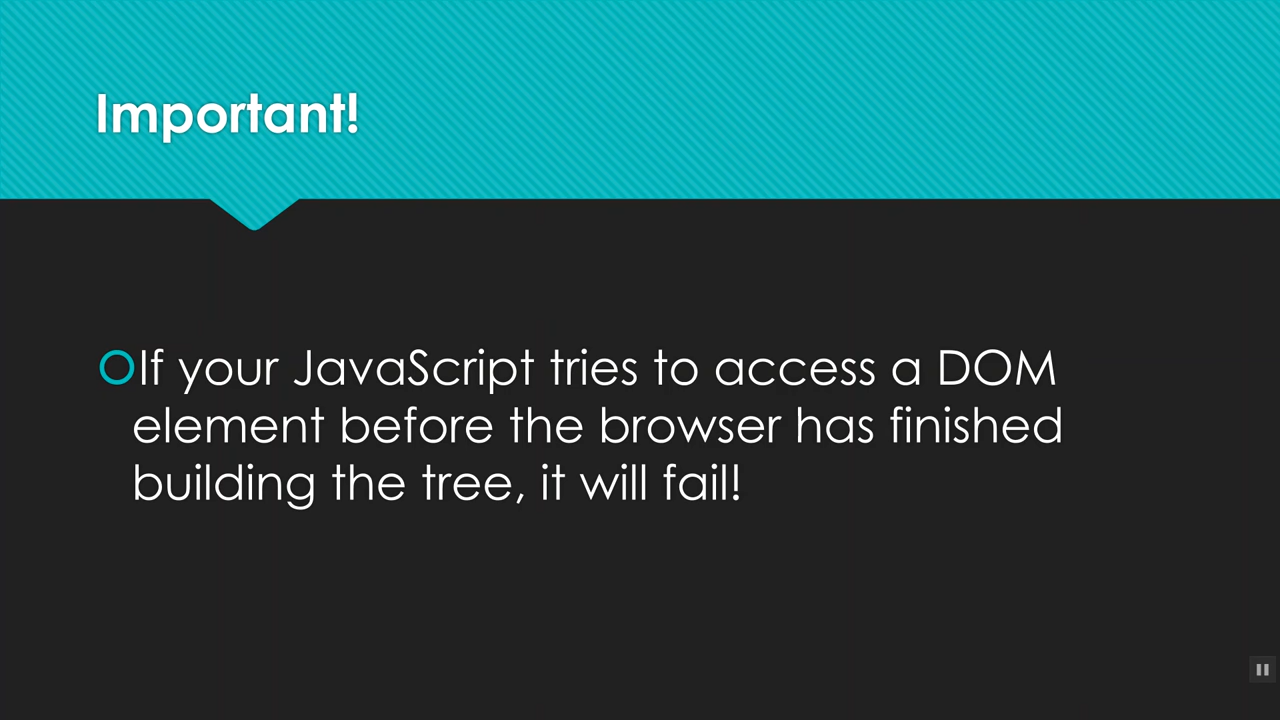 Important!
If your JavaScript tries to access a DOM
element before the browser has finished
building the tree, it will fail!